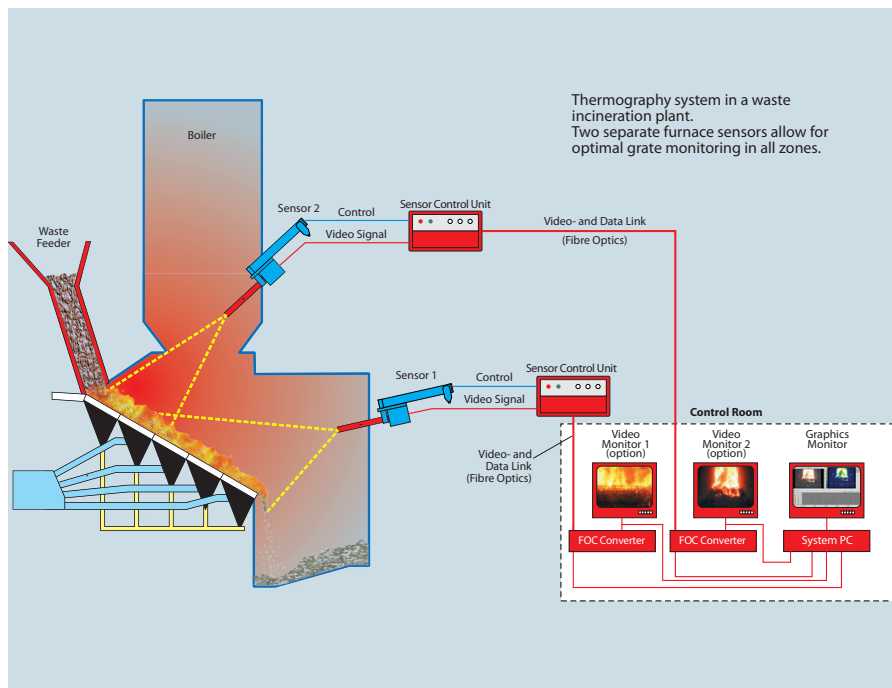 Thermography system in a waste
incineration plant.
Two separate furnace sensors allow for
optimal grate monitoring in all zones.
Boiler
Waste
Feeder
Sensor 2
Control
Video Signal
Sensor Control Unit
Video- and Data Link
(Fibre Optics)
Sensor 1
Control
Video Signal
Sensor Control Unit
Video- and
Data Link
(Fibre Optics)
Control Room
Video
Monitor 1
(option)
Video
Monitor 2
(option)
Graphics
Monitor
FOC Converter
FOC Converter
System PC